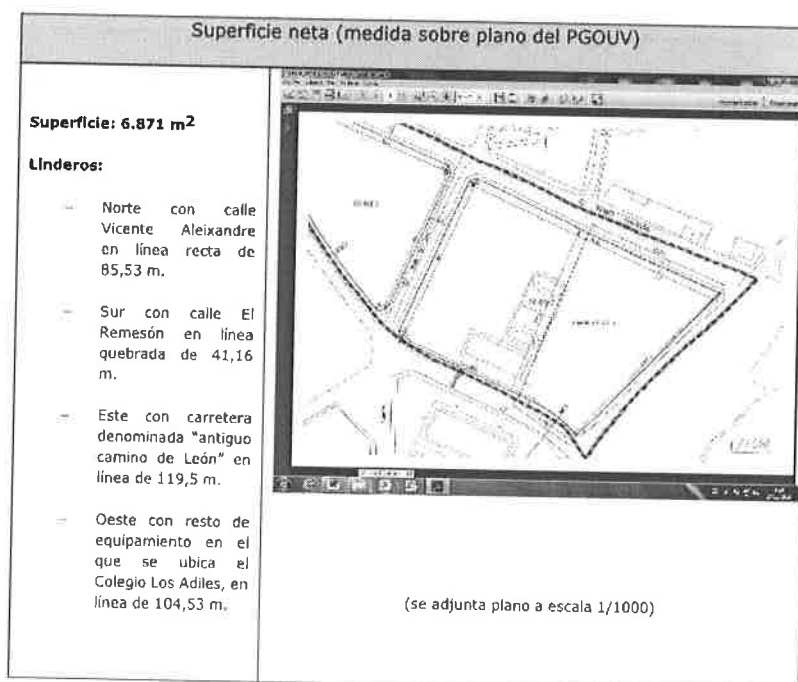 Superficie neta (medida sobre plano del PGOUV)
Superficie: 6.871 m2
Linderos:
– Norte con calle
Vicente Aleixandre
en línea recta de
85,53 m.
– Sur con calle El
Remesón en línea
quebrada de 41,16
m.
– Este con carretera
denominada "antiguo
camino de León" en
línea de 119,5 m.
– Oeste con resto de
equipamiento en el
que se ubica el
Colegio Los Adiles, en
línea de 104,53 m.
(se adjunta plano a escala 1/1000)